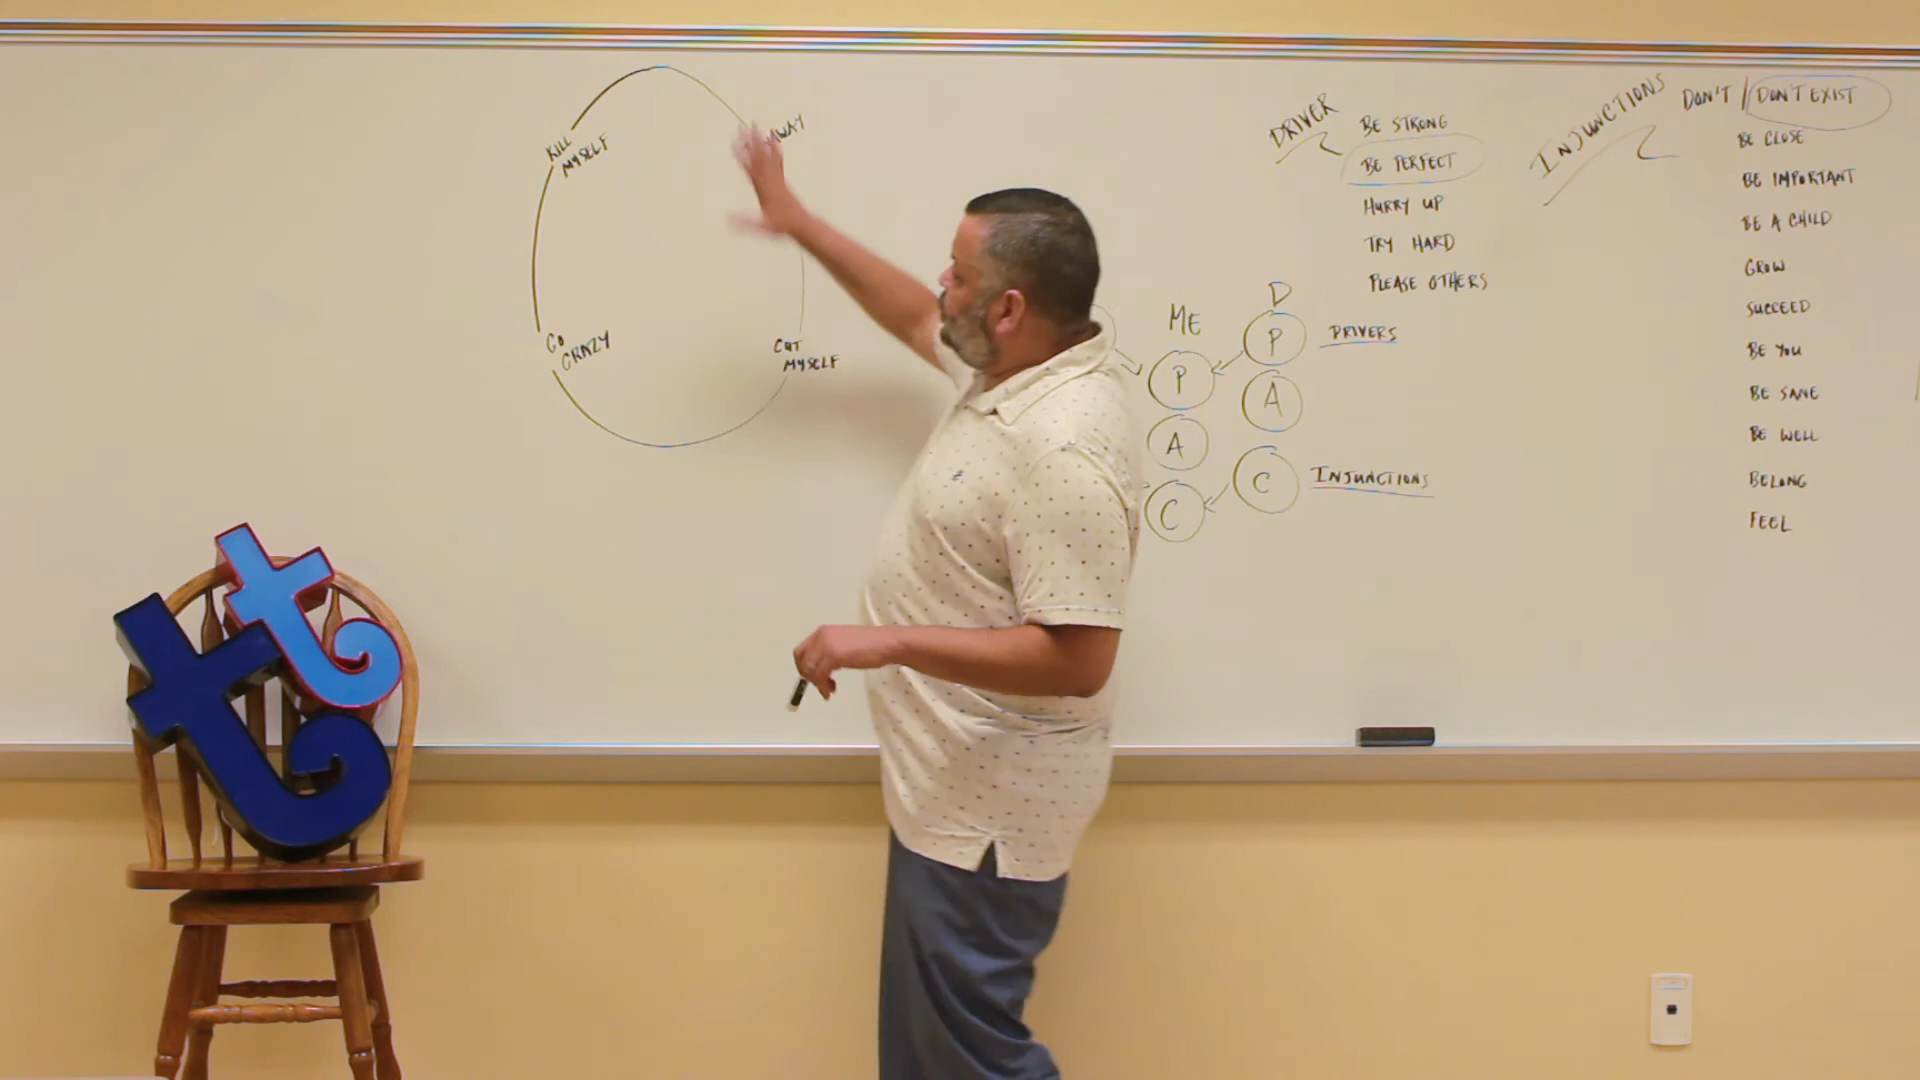 KILL
MYSELF
GO
CRAZY
CUT
MYSELF
DRIVER
BE STRONG
BE PERFECT
HURRY UP
TRY HARD
PLEASE OTHERS
ME
D
P
A
C
P
A
C
DRIVERS
INJUNCTIONS
INJUNCTIONS
DON'T / DON'T EXIST
BE CLOSE
BE IMPORTANT
BE A CHILD
GROW
SUCCEED
BE YOU
BE SANE
BE WELL
BELONG
FEEL
t
t